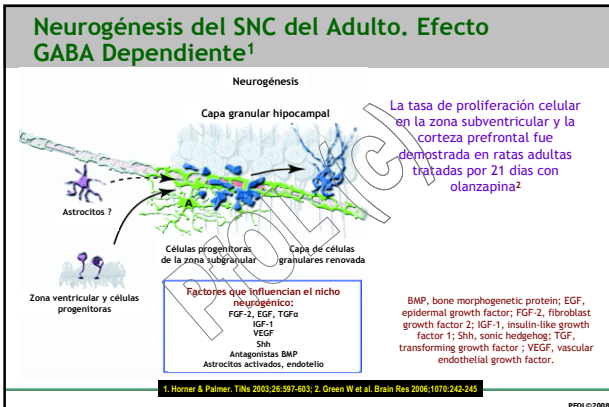 Neurogénesis del SNC del Adulto. Efecto
GABA Dependiente1
Neurogénesis
Capa granular hipocampal
La tasa de proliferación celular
en la zona subventricular y la
corteza prefrontal fue
demostrada en ratas adultas
tratadas por 21 días con
olanzapina2
Astrocitos ?
A
Células progenitoras
de la zona subgranular
Capa de células
granulares renovada
Zona ventricular y células
progenitoras
Factores que influencian el nicho
neurogénico:
FGF-2, EGF, TGFα
IGF-1
VEGF
Shh
Antagonistas BMP
Astrocitos activados, endotelio
BMP, bone morphogenetic protein; EGF,
epidermal growth factor; FGF-2, fibroblast
growth factor 2; IGF-1, insulin-like growth
factor 1; Shh, sonic hedgehog; TGF,
transforming growth factor ; VEGF, vascular
endothelial growth factor.
1. Horner & Palmer. TiNs 2003;26:597-603; 2. Green W et al. Brain Res 2006;1070:242-245
PFOL©2008
PfOL(c)